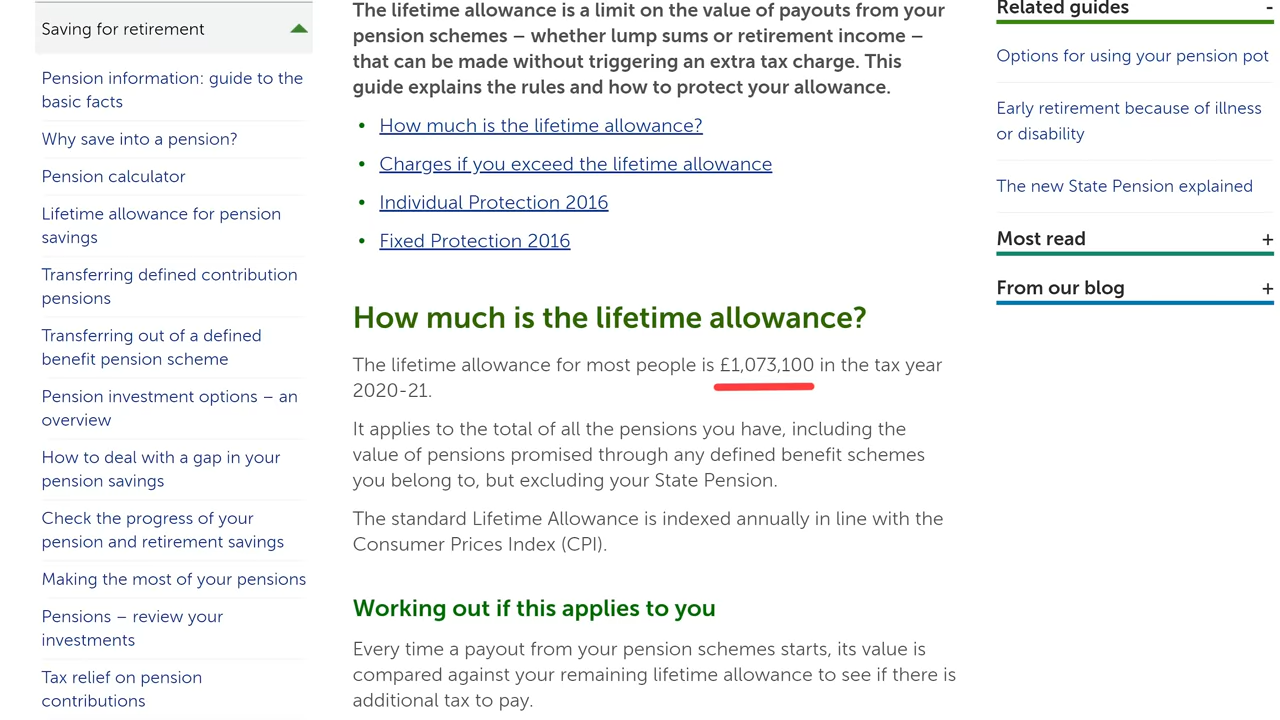 Saving for retirement
Pension information: guide to the
basic facts
Why save into a pension?
Pension calculator
Lifetime allowance for pension
savings
Transferring defined contribution
pensions
Transferring out of a defined
benefit pension scheme
Pension investment options – an
overview
How to deal with a gap in your
pension savings
Check the progress of your
pension and retirement savings
Making the most of your pensions
Pensions – review your
investments
Tax relief on pension
contributions
The lifetime allowance is a limit on the value of payouts from your
pension schemes – whether lump sums or retirement income –
that can be made without triggering an extra tax charge. This
guide explains the rules and how to protect your allowance.
• How much is the lifetime allowance?
• Charges if you exceed the lifetime allowance
• Individual Protection 2016
• Fixed Protection 2016
How much is the lifetime allowance?
The lifetime allowance for most people is £1,073,100 in the tax year
2020-21.
It applies to the total of all the pensions you have, including the
value of pensions promised through any defined benefit schemes
you belong to, but excluding your State Pension.
The standard Lifetime Allowance is indexed annually in line with the
Consumer Prices Index (CPI).
Working out if this applies to you
Every time a payout from your pension schemes starts, its value is
compared against your remaining lifetime allowance to see if there is
additional tax to pay.
Related guides -
Options for using your pension pot
Early retirement because of illness
or disability
The new State Pension explained
Most read +
From our blog +